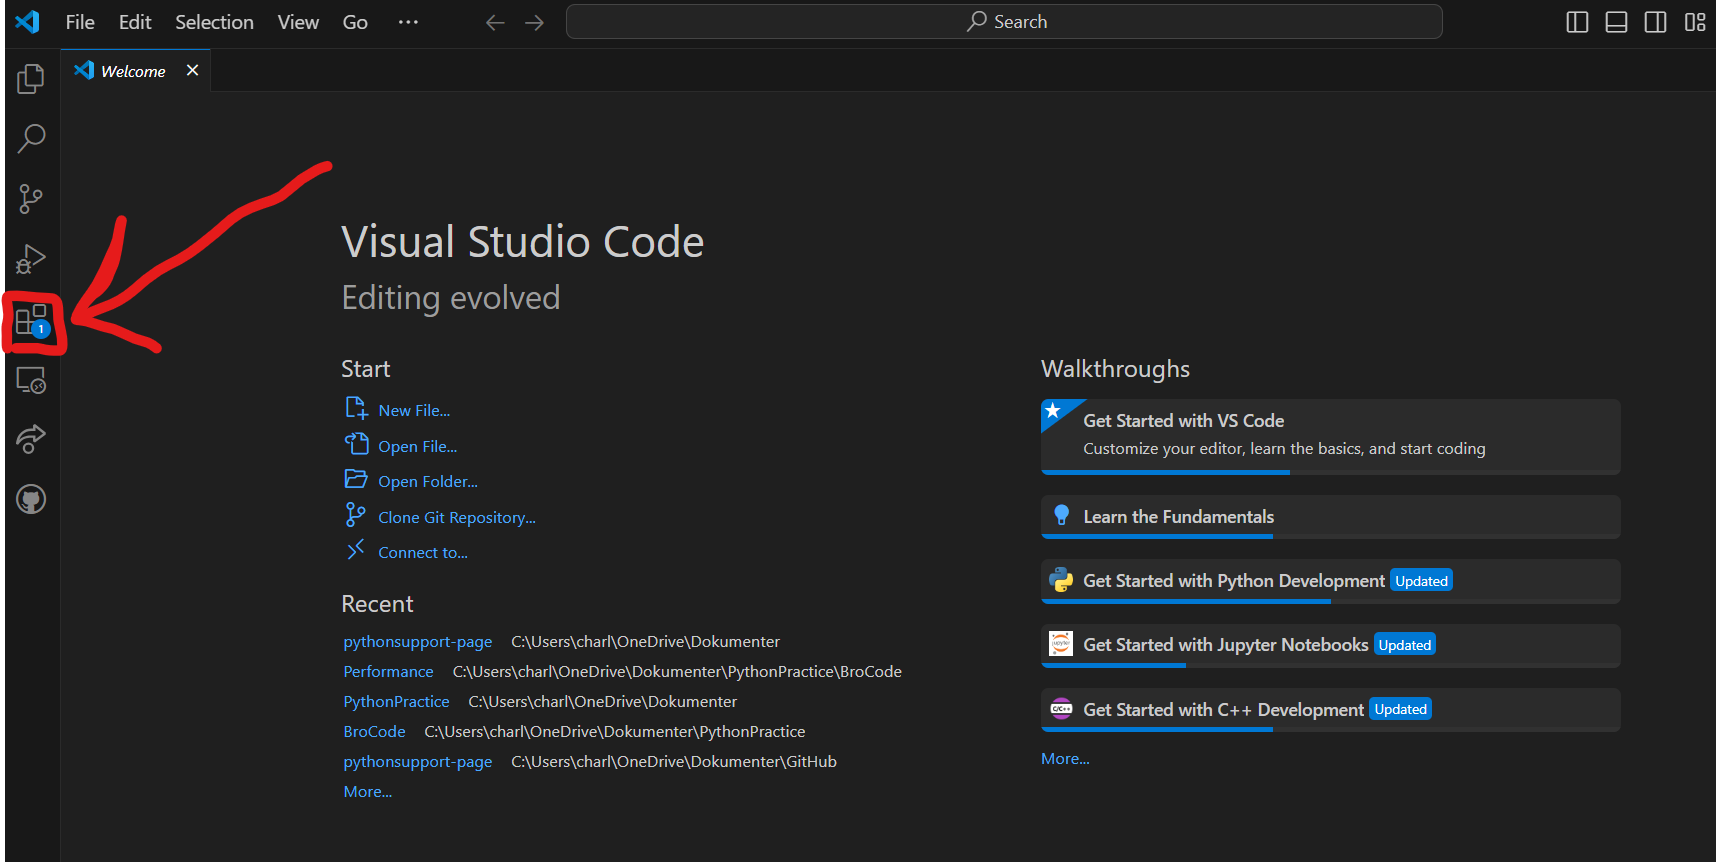 File Edit Selection View Go ··· Search
Welcome
Visual Studio Code
Editing evolved
1
Start
New File...
Open File...
Open Folder...
Clone Git Repository...
Connect to...
Recent
pythonsupport-page C:\Users\charl\OneDrive\Dokumenter
Performance C:\Users\charl\OneDrive\Dokumenter\PythonPractice\BroCode
PythonPractice C:\Users\charl\OneDrive\Dokumenter
BroCode C:\Users\charl\OneDrive\Dokumenter\PythonPractice
pythonsupport-page C:\Users\charl\OneDrive\Dokumenter\GitHub
More...
Walkthroughs
Get Started with VS Code
Customize your editor, learn the basics, and start coding
Learn the Fundamentals
Get Started with Python Development Updated
jupyter Get Started with Jupyter Notebooks Updated
C/C++ Get Started with C++ Development Updated
More...